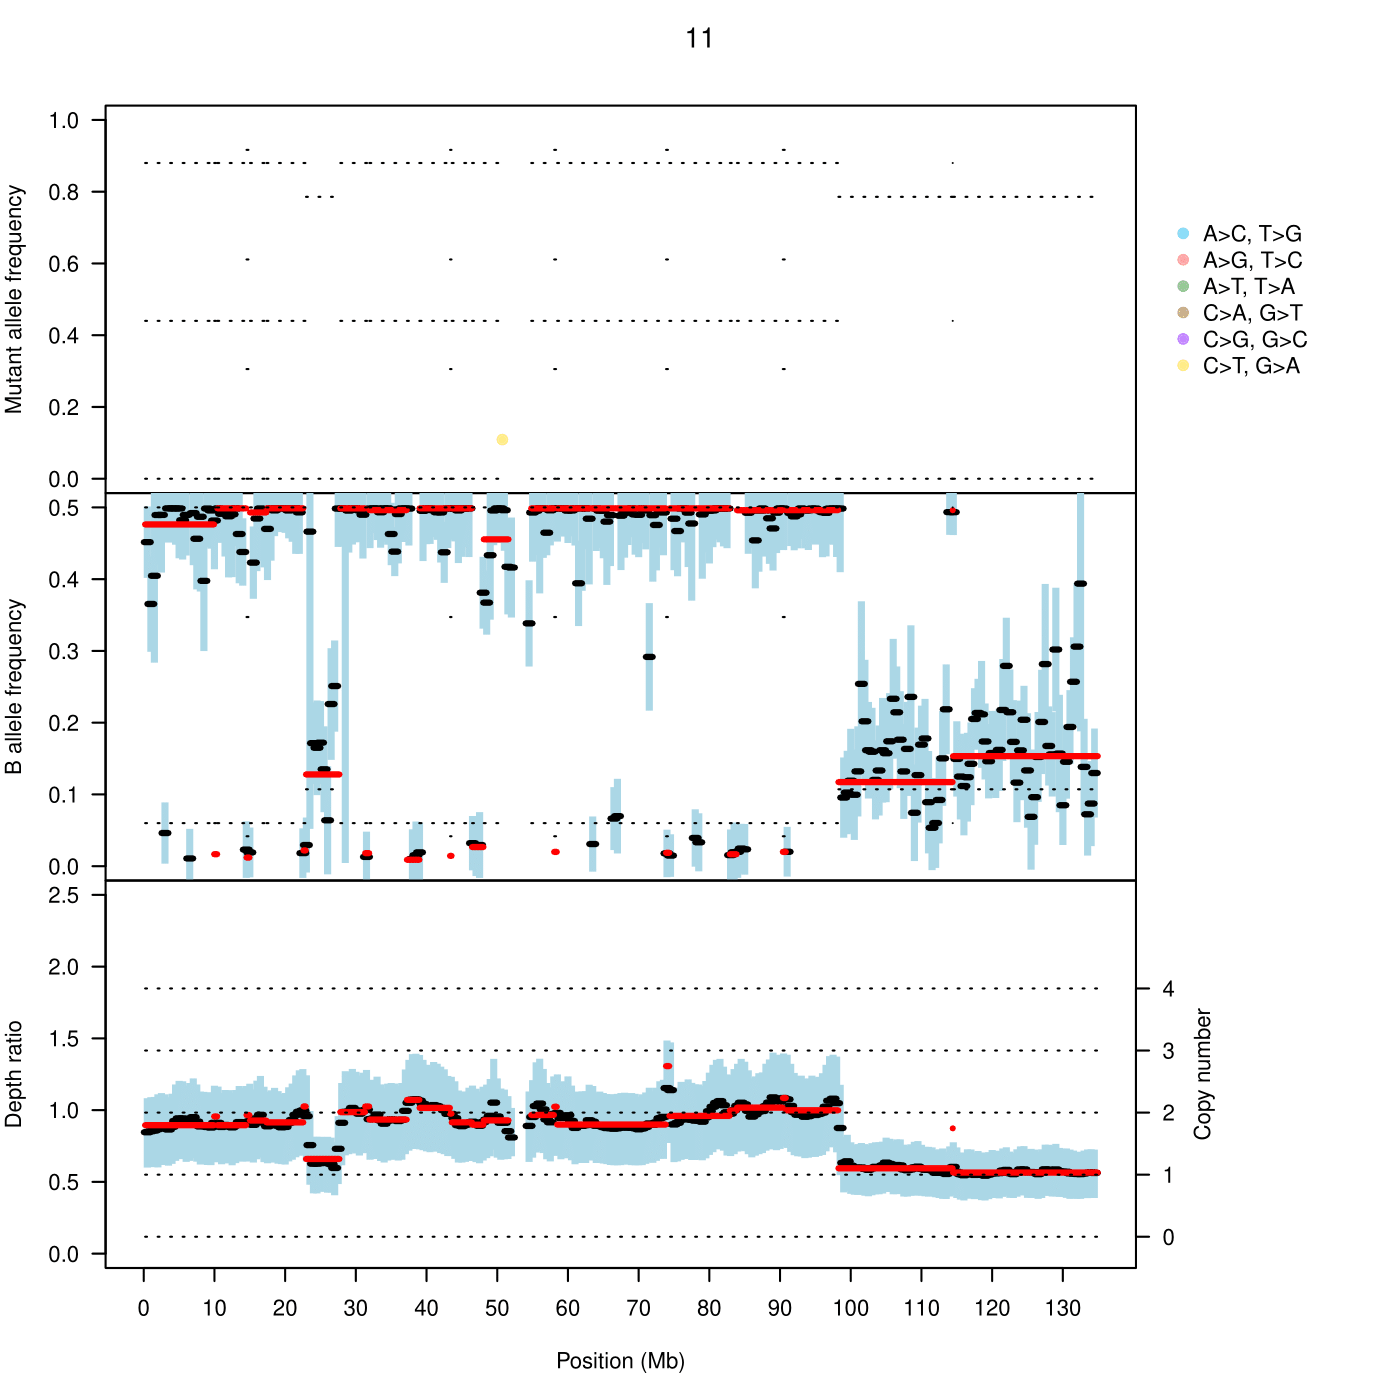 11
Mutant allele frequency
1.0
0.8
0.6
0.4
0.2
0.0
A>C, T>G
A>G, T>C
A>T, T>A
C>A, G>T
C>G, G>C
C>T, G>A
B allele frequency
0.5
0.4
0.3
0.2
0.1
0.0
Depth ratio
2.5
2.0
1.5
1.0
0.5
0.0
4
3
2
1
0
Copy number
0 10 20 30 40 50 60 70 80 90 100 110 120 130
Position (Mb)